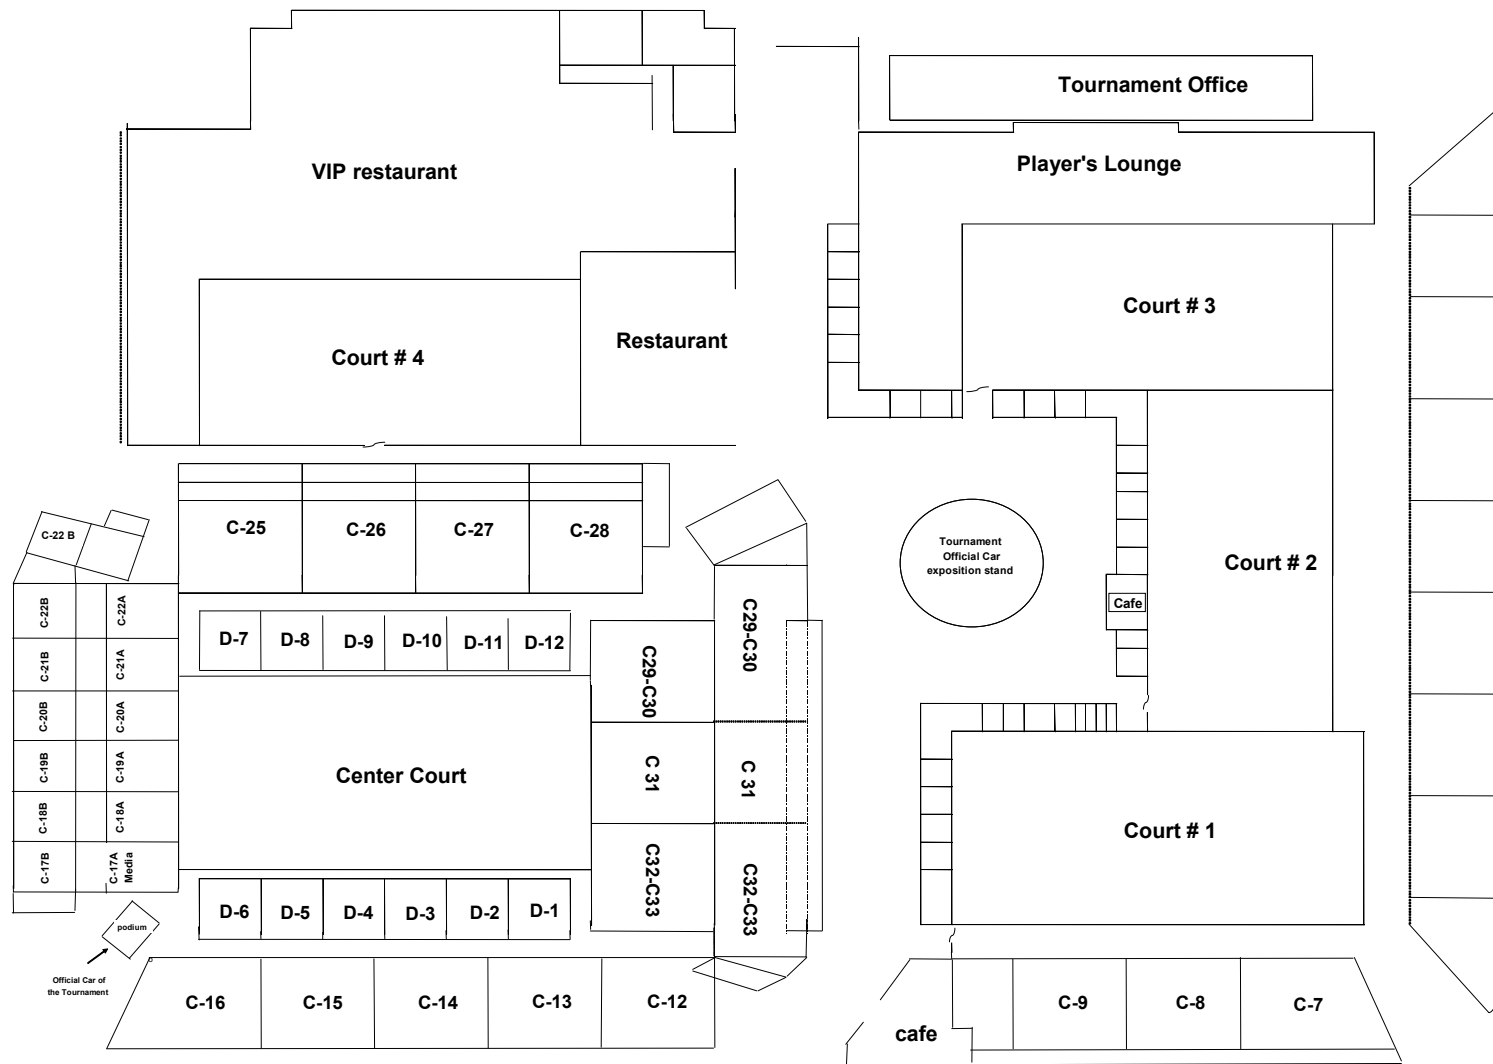 Tournament Office
Player's Lounge
VIP restaurant
Court # 3
Restaurant
Court # 4
C-25
C-26
C-27
C-28
C-22 B
Tournament
Official Car
exposition stand
Court # 2
Cafe
C-22B
C-22A
C-21B
C-21A
C-20B
C-20A
C-19B
C-19A
C-18B
C-18A
C-17B
C-17A
Media
D-7
D-8
D-9
D-10
D-11
D-12
C29-C30
C29-C30
C 31
C 31
C32-C33
C32-C33
Center Court
Court # 1
D-6
D-5
D-4
D-3
D-2
D-1
podium
Official Car of
the Tournament
C-16
C-15
C-14
C-13
C-12
cafe
C-9
C-8
C-7